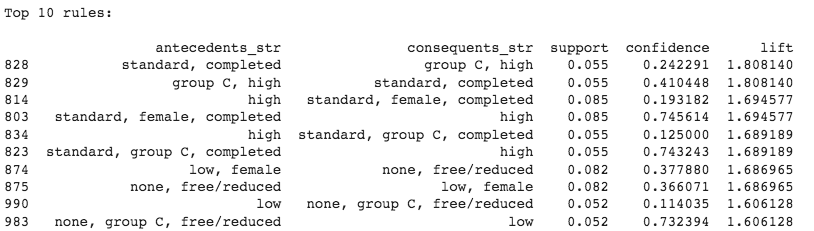 Top 10 rules:
antecedents_str consequents_str support confidence lift
828 standard, completed group C, high 0.055 0.242291 1.808140
829 group C, high standard, completed 0.055 0.410448 1.808140
814 high standard, female, completed 0.085 0.193182 1.694577
803 standard, female, completed high 0.085 0.745614 1.694577
834 high standard, group C, completed 0.055 0.125000 1.689189
823 standard, group C, completed high 0.055 0.743243 1.689189
874 low, female none, free/reduced 0.082 0.377880 1.686965
875 none, free/reduced low, female 0.082 0.366071 1.686965
990 low none, group C, free/reduced 0.052 0.114035 1.606128
983 none, group C, free/reduced low 0.052 0.732394 1.606128